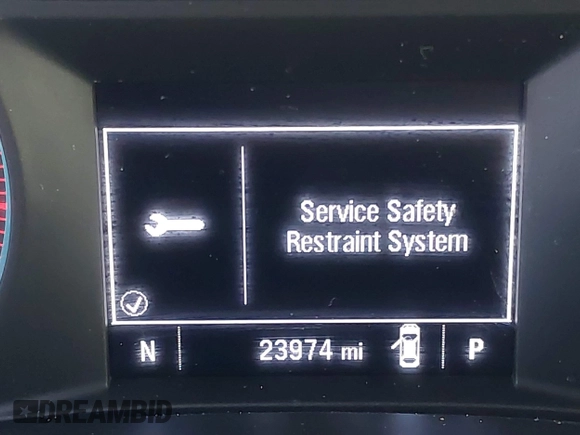 Service Safety
Restraint System
N 23974 mi P
DREAMBID